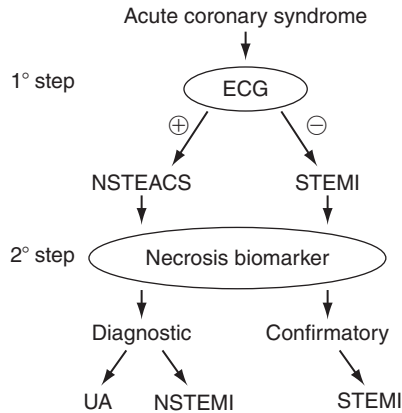 Acute coronary syndrome
1° step
ECG
⊕ ⊖
NSTEACS STEMI
2° step Necrosis biomarker
Diagnostic Confirmatory
UA NSTEMI STEMI